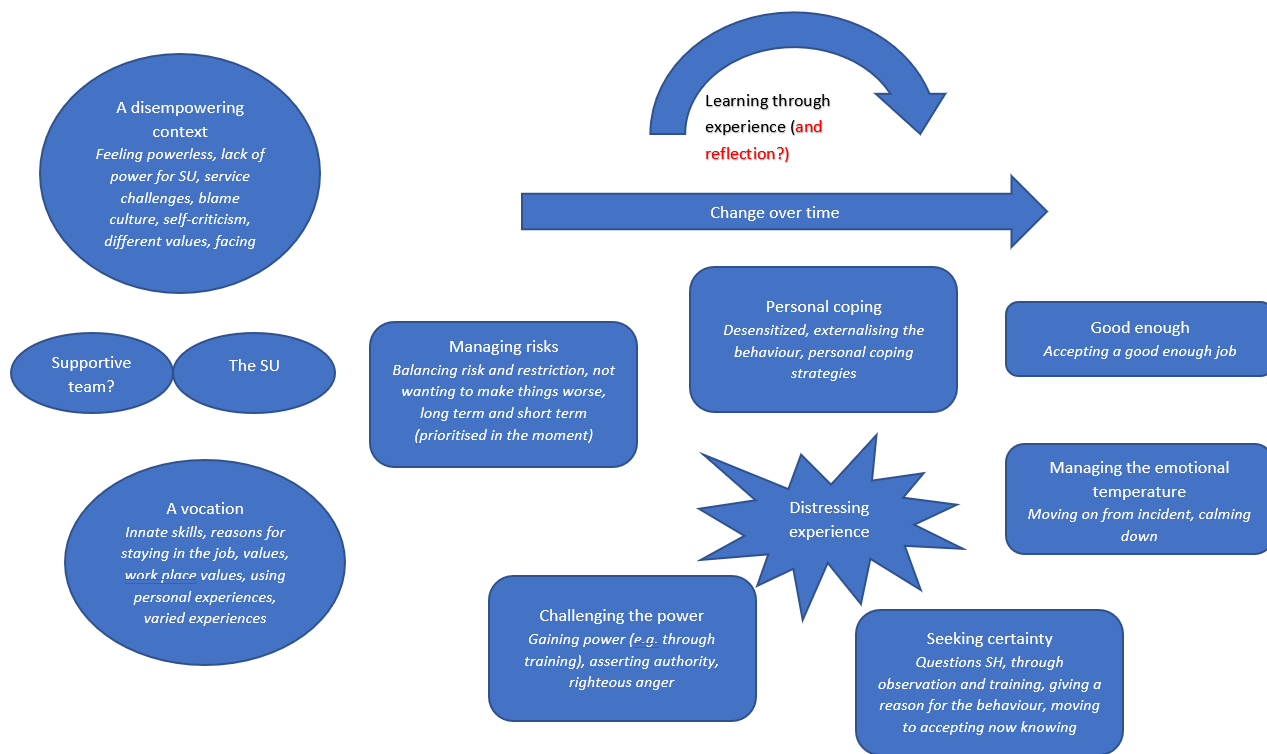 A disempowering
context
Feeling powerless, lack of
power for SU, service
challenges, blame
culture, self-criticism,
different values, facing
Learning through
experience (and
reflection?)
Change over time
Supportive
team?
The SU
Managing risks
Balancing risk and restriction, not
wanting to make things worse,
long term and short term
(prioritised in the moment)
Personal coping
Desensitized, externalising the
behaviour, personal coping
strategies
Good enough
Accepting a good enough job
A vocation
Innate skills, reasons for
staying in the job, values,
work place values, using
personal experiences,
varied experiences
Distressing
experience
Managing the emotional
temperature
Moving on from incident, calming
down
Challenging the power
Gaining power (e.g. through
training), asserting authority,
righteous anger
Seeking certainty
Questions SH, through
observation and training, giving a
reason for the behaviour, moving
to accepting now knowing